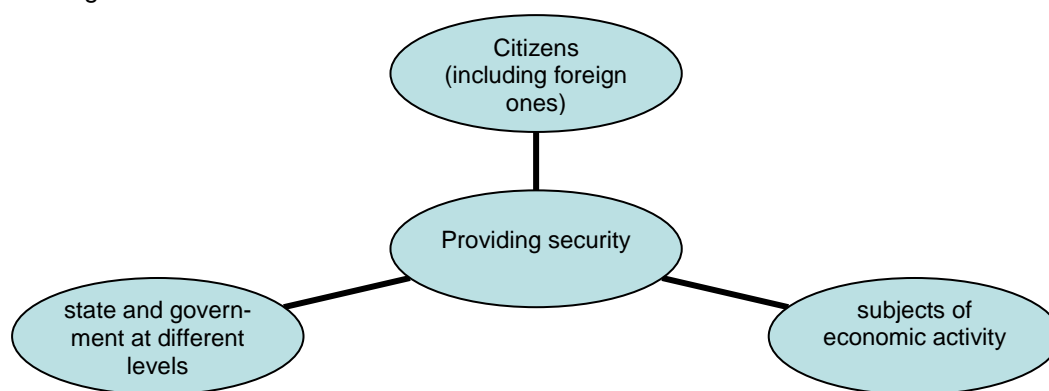 Citizens
(including foreign
ones)
Providing security
state and govern-
ment at different
levels
subjects of
economic activity